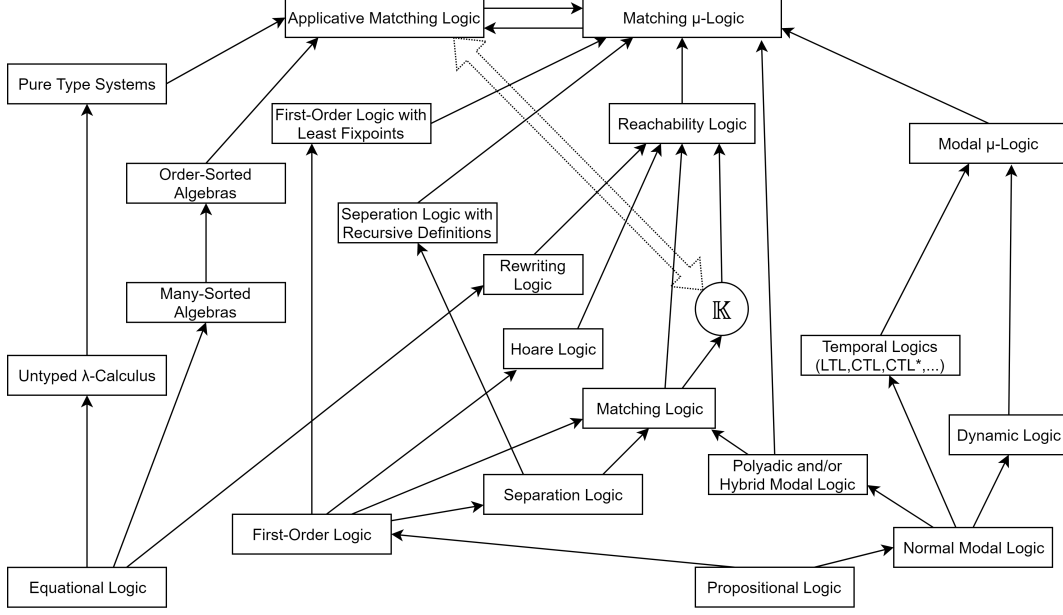 Applicative Matcthing Logic
Matching μ-Logic
Pure Type Systems
First-Order Logic with
Least Fixpoints
Reachability Logic
Modal μ-Logic
Order-Sorted
Algebras
Seperation Logic with
Recursive Definitions
Rewriting
Logic
Many-Sorted
Algebras
𝕂
Hoare Logic
Temporal Logics
(LTL,CTL,CTL*,...)
Untyped λ-Calculus
Matching Logic
Dynamic Logic
Polyadic and/or
Hybrid Modal Logic
Separation Logic
First-Order Logic
Normal Modal Logic
Equational Logic
Propositional Logic